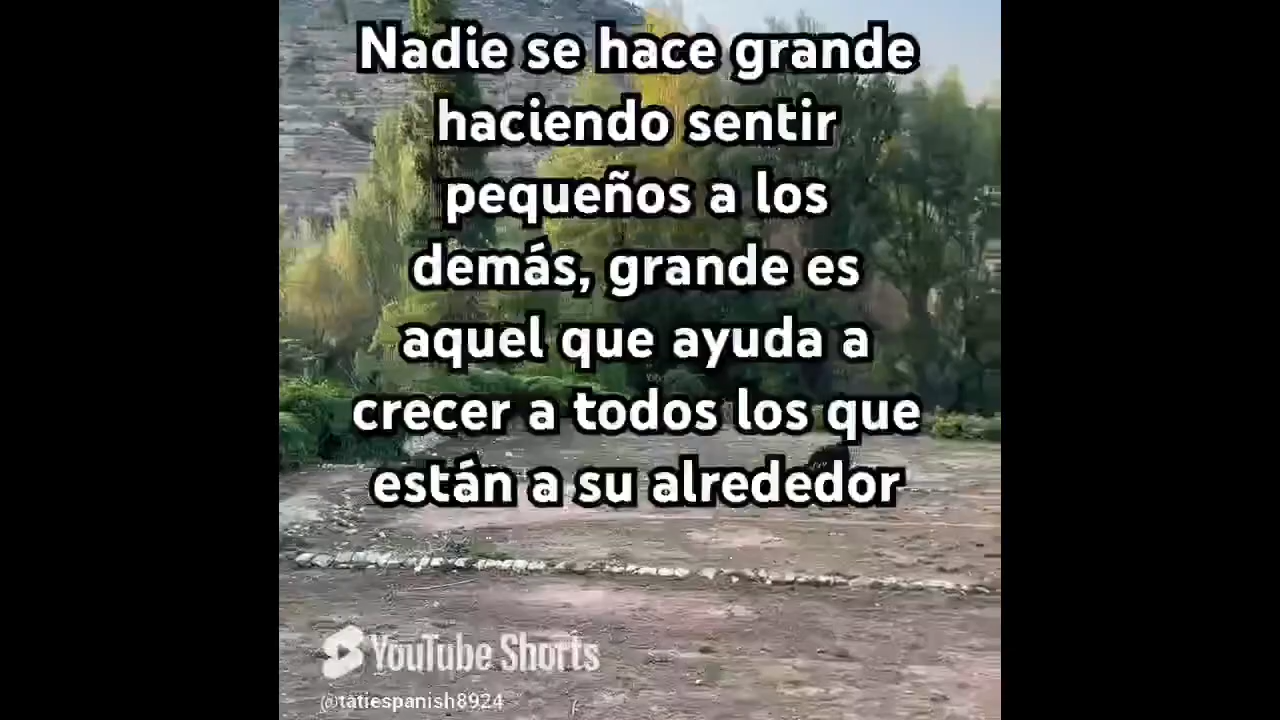 Nadie se hace grande
haciendo sentir
pequeños a los
demás, grande es
aquel que ayuda a
crecer a todos los que
están a su alrededor
YouTube Shorts
@tatiespanish8924